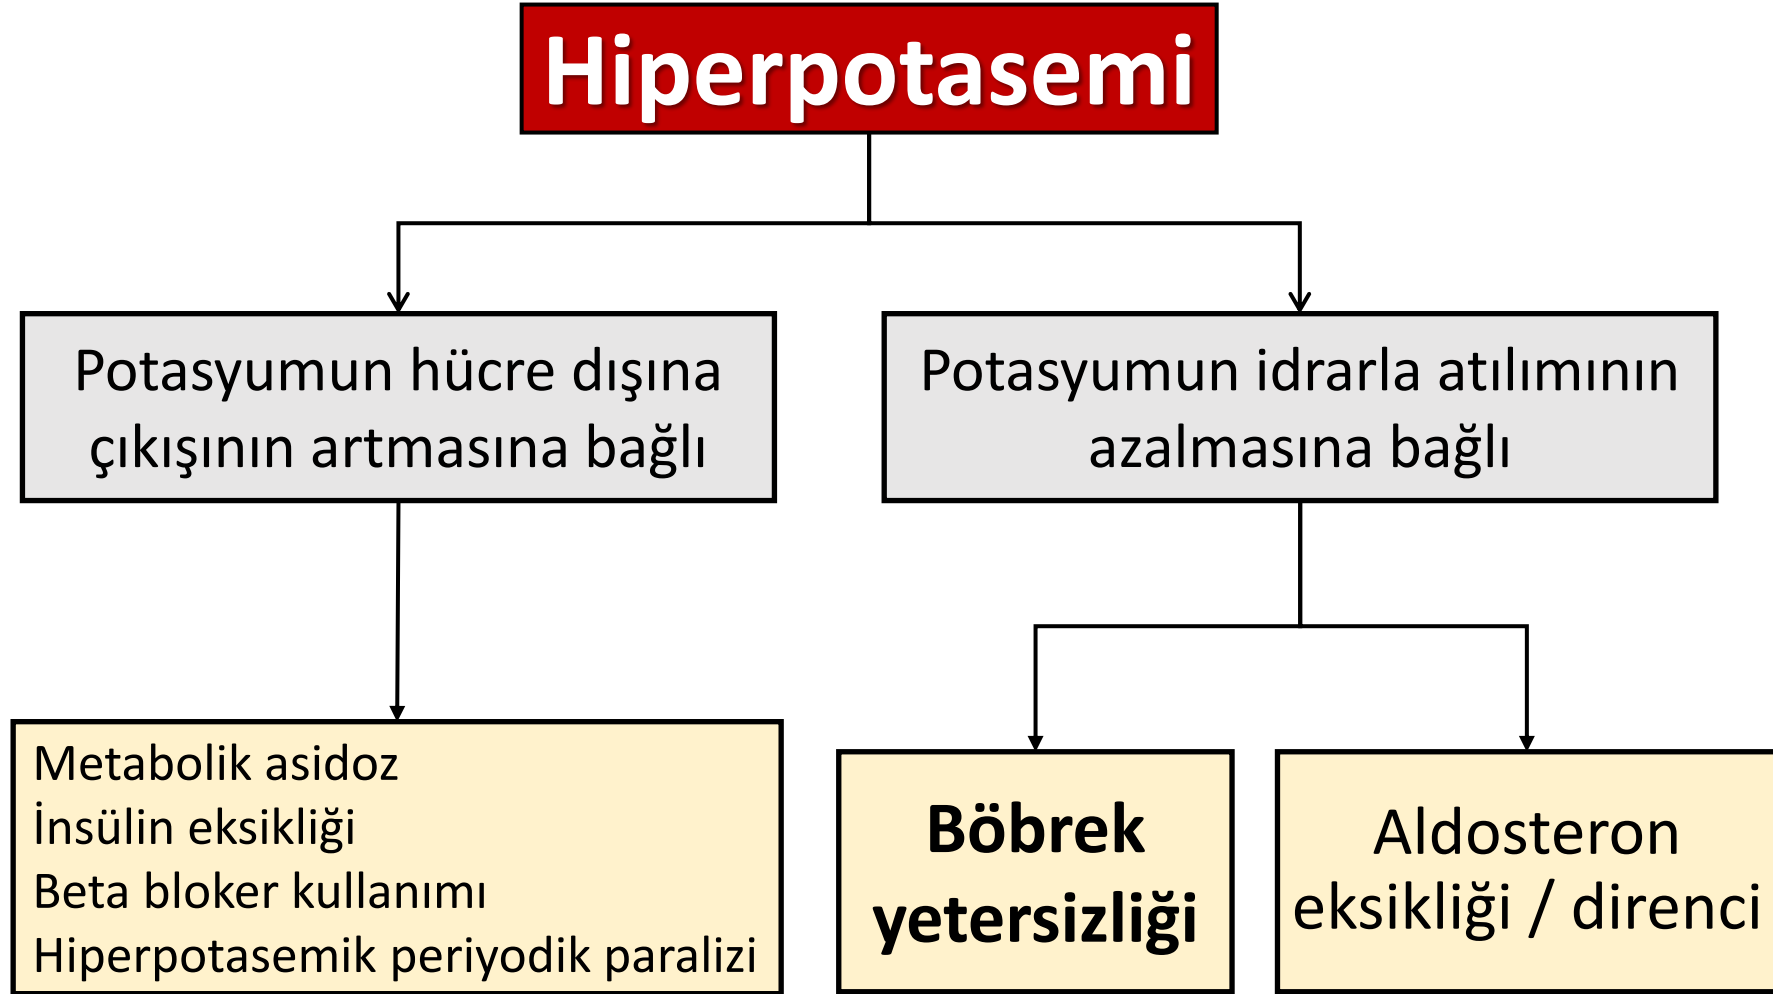 Hiperpotasemi
Potasyumun hücre dışına
çıkışının artmasına bağlı
Potasyumun idrarla atılımının
azalmasına bağlı
Metabolik asidoz
İnsülin eksikliği
Beta bloker kullanımı
Hiperpotasemik periyodik paralizi
Böbrek
yetersizliği
Aldosteron
eksikliği / direnci